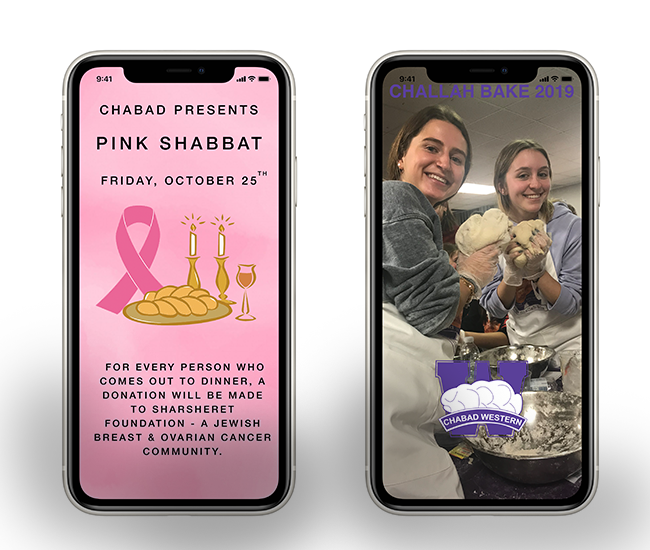 9:41
CHABAD PRESENTS
PINK SHABBAT
FRIDAY, OCTOBER 25TH
FOR EVERY PERSON WHO
COMES OUT TO DINNER, A
DONATION WILL BE MADE
TO SHARSHERET
FOUNDATION - A JEWISH
BREAST & OVARIAN CANCER
COMMUNITY.
9:41
CHALLAH BAKE 2019
W
CHABAD WESTERN